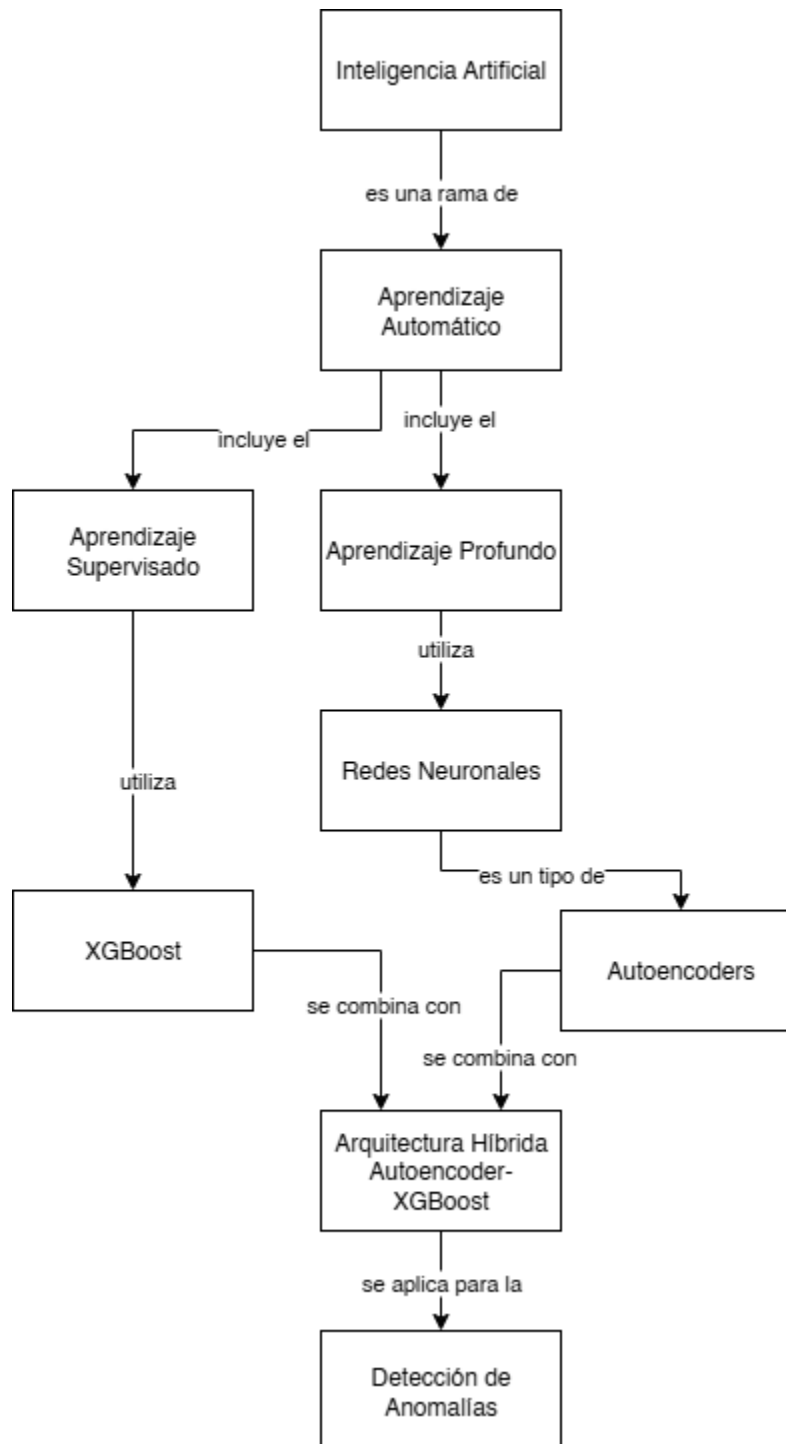 Inteligencia Artificial
es una rama de
Aprendizaje
Automático
incluye el
incluye el
Aprendizaje
Supervisado
Aprendizaje Profundo
utiliza
Redes Neuronales
utiliza
es un tipo de
XGBoost
Autoencoders
se combina con
se combina con
Arquitectura Híbrida
Autoencoder-
XGBoost
se aplica para la
Detección de
Anomalías